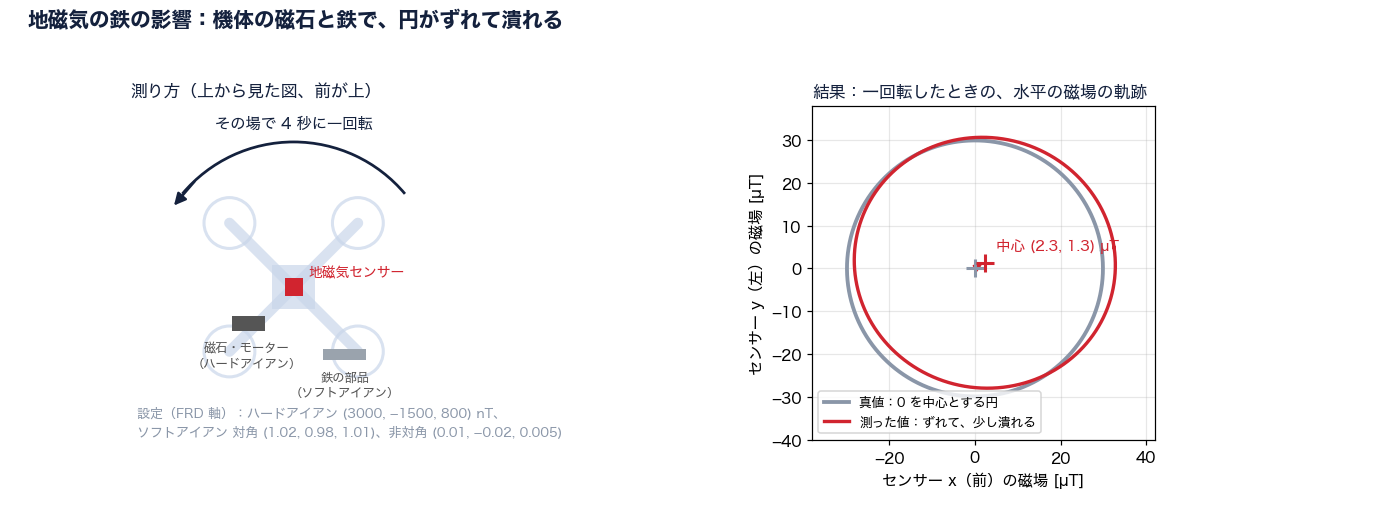 地磁気の鉄の影響：機体の磁石と鉄で、円がずれて潰れる
測り方（上から見た図、前が上）
その場で 4 秒に一回転
地磁気センサー
磁石・モーター
（ハードアイアン）
鉄の部品
（ソフトアイアン）
設定（FRD 軸）：ハードアイアン (3000, −1500, 800) nT、
ソフトアイアン 対角 (1.02, 0.98, 1.01)、非対角 (0.01, −0.02, 0.005)
結果：一回転したときの、水平の磁場の軌跡
センサー y（左）の磁場 [µT]
30
20
10
0
−10
−20
−30
−40
中心 (2.3, 1.3) µT
真値：0 を中心とする円
測った値：ずれて、少し潰れる
−20
0
20
40
センサー x（前）の磁場 [µT]